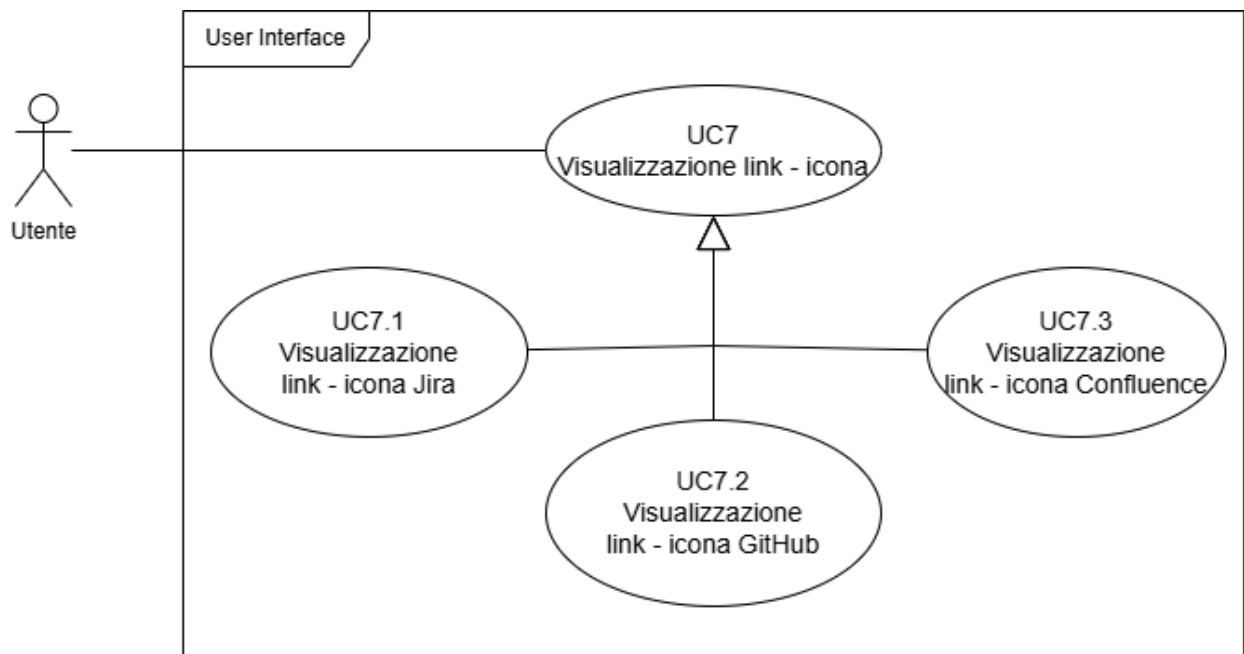 User Interface
Utente
UC7
Visualizzazione link - icona
UC7.1
Visualizzazione
link - icona Jira
UC7.3
Visualizzazione
link - icona Confluence
UC7.2
Visualizzazione
link - icona GitHub